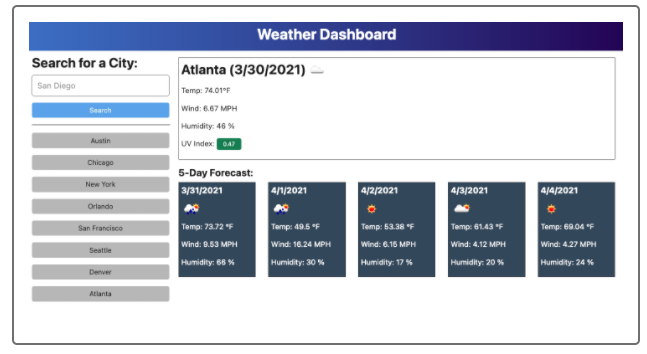 Weather Dashboard
Search for a City:
San Diego
Search
Austin
Chicago
New York
Orlando
San Francisco
Seattle
Denver
Atlanta
Atlanta (3/30/2021)
Temp: 74.01°F
Wind: 6.67 MPH
Humidity: 46 %
UV Index: 0.47
5-Day Forecast:
3/31/2021
Temp: 73.72 °F
Wind: 9.53 MPH
Humidity: 66 %
4/1/2021
Temp: 49.5 °F
Wind: 16.24 MPH
Humidity: 30 %
4/2/2021
Temp: 53.38 °F
Wind: 6.15 MPH
Humidity: 17 %
4/3/2021
Temp: 61.43 °F
Wind: 4.12 MPH
Humidity: 20 %
4/4/2021
Temp: 69.04 °F
Wind: 4.27 MPH
Humidity: 24 %